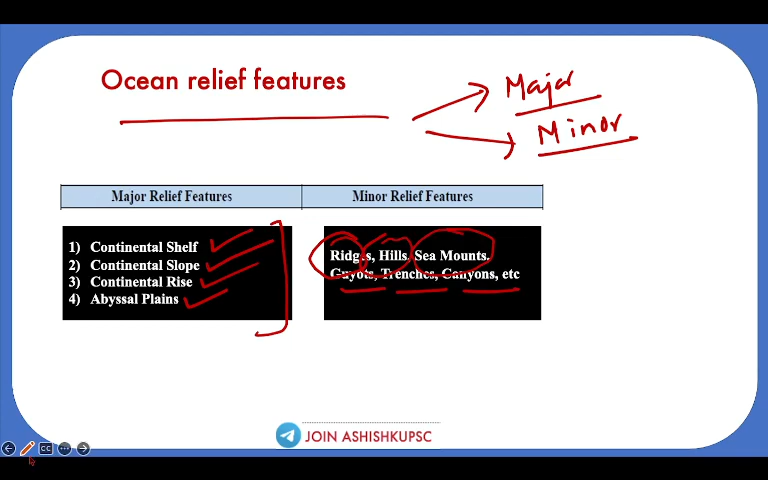 Ocean relief features
Major
Minor
Major Relief Features
Minor Relief Features
1) Continental Shelf
2) Continental Slope
3) Continental Rise
4) Abyssal Plains
Ridges, Hills, Sea Mounts.
Guyots, Trenches, Canyons, etc
JOIN ASHISHKUPSC
CC